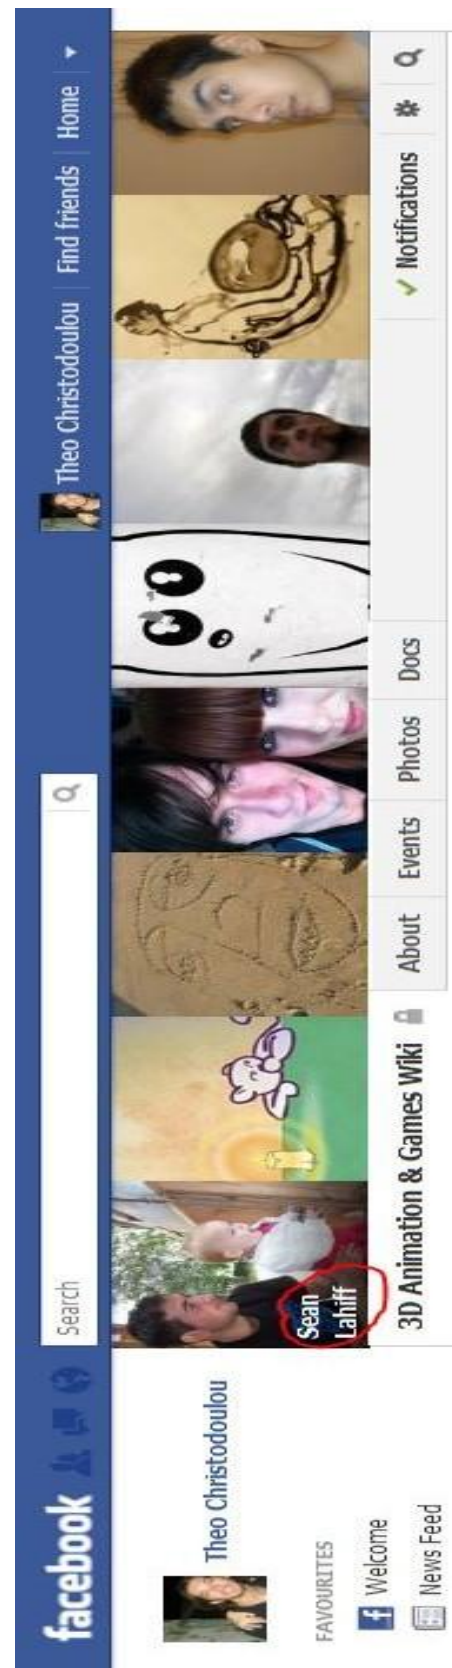 facebook
Search
Theo Christodoulou
Find friends
Home
Theo Christodoulou
FAVOURITES
Welcome
News Feed
Sean
Lahiff
3D Animation & Games Wiki
About
Events
Photos
Docs
Notifications